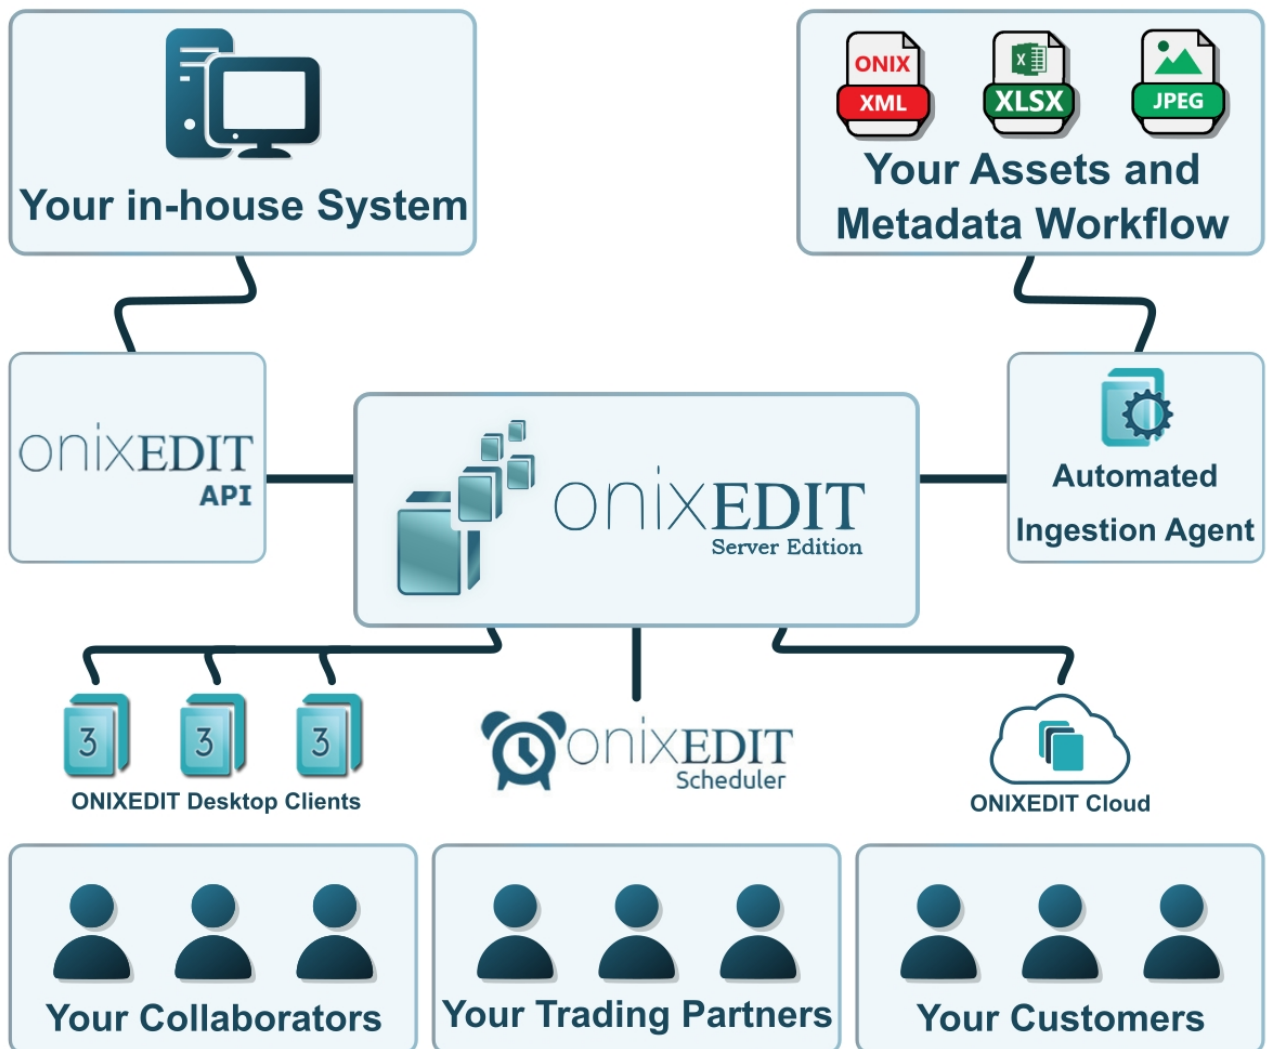 Your in-house System
ONIX
XML
X
XLSX
JPEG
Your Assets and
Metadata Workflow
onixEDIT
API
onixEDIT
Server Edition
Automated
Ingestion Agent
3
3
3
ONIXEDIT Desktop Clients
onixEDIT
Scheduler
ONIXEDIT Cloud
Your Collaborators
Your Trading Partners
Your Customers